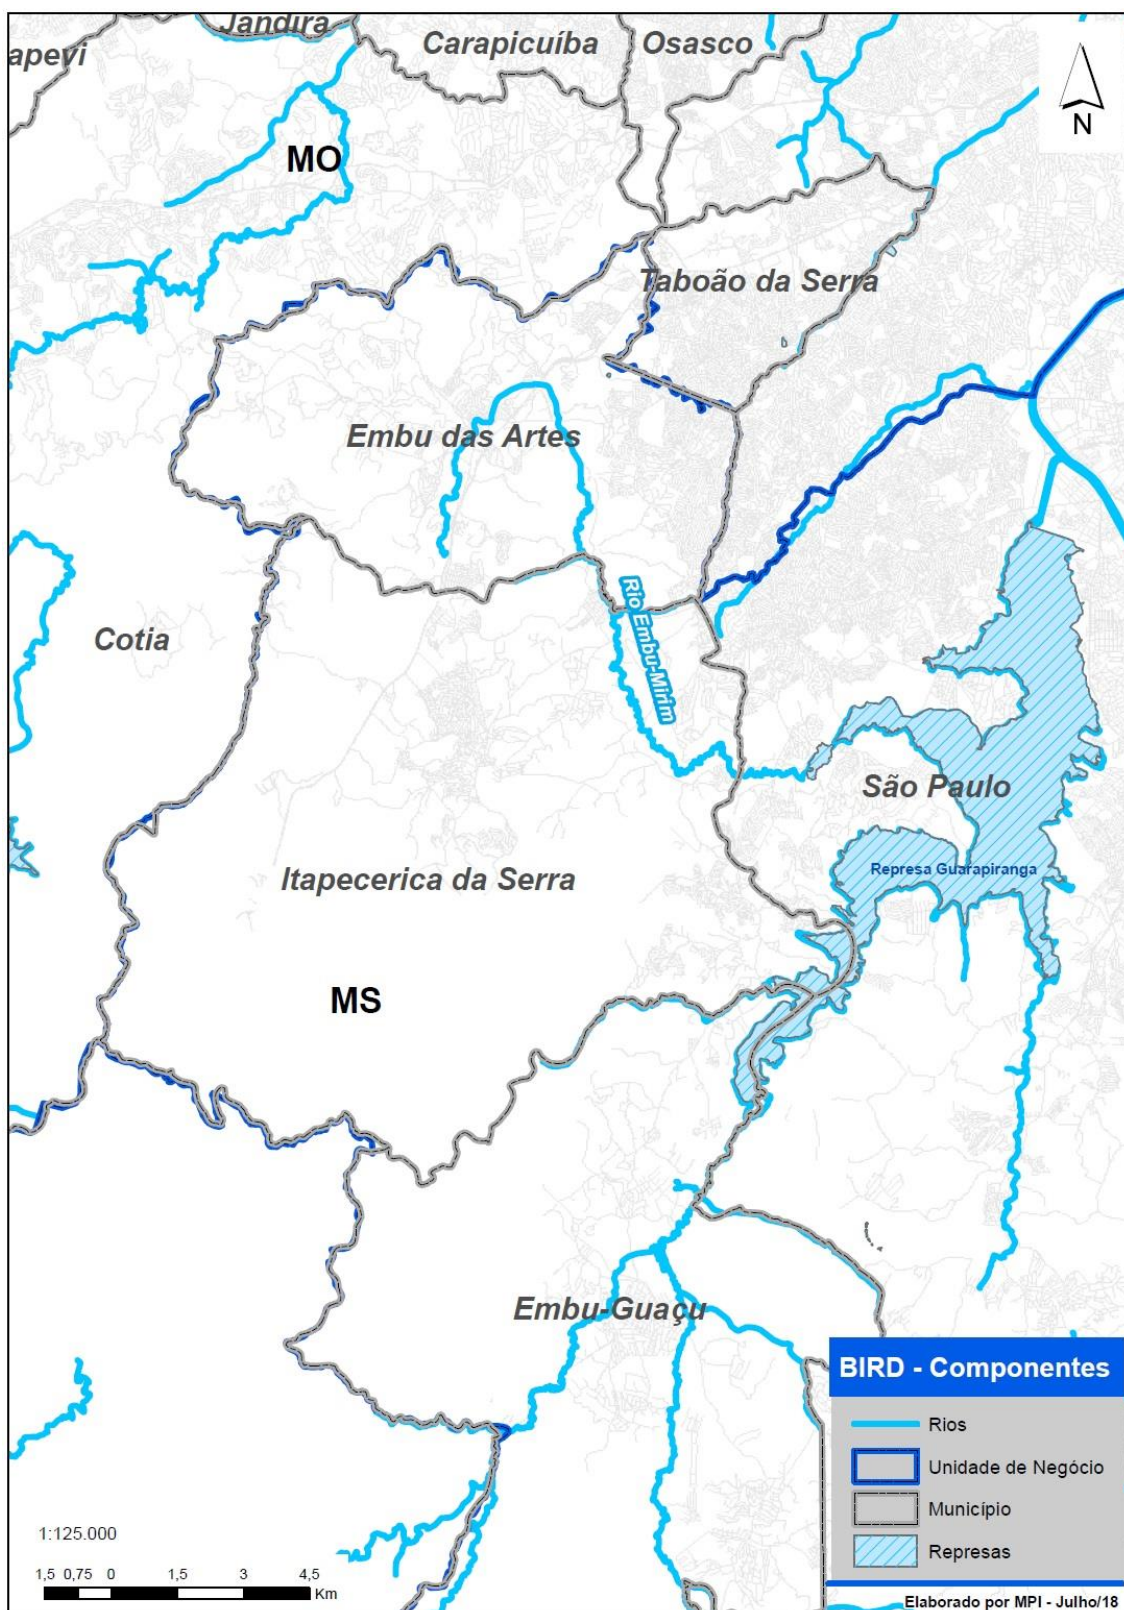 Jandira
Carapicuíba
Osasco
apevi
N
MO
Taboão da Serra
Embu das Artes
Rio Embu-Mirim
Cotia
São Paulo
Represa Guarapiranga
Itapecerica da Serra
MS
Embu-Guaçu
BIRD - Componentes
Rios
Unidade de Negócio
Município
Represas
1:125.000
1,5 0,75 0 1,5 3 4,5
Km
Elaborado por MPI - Julho/18